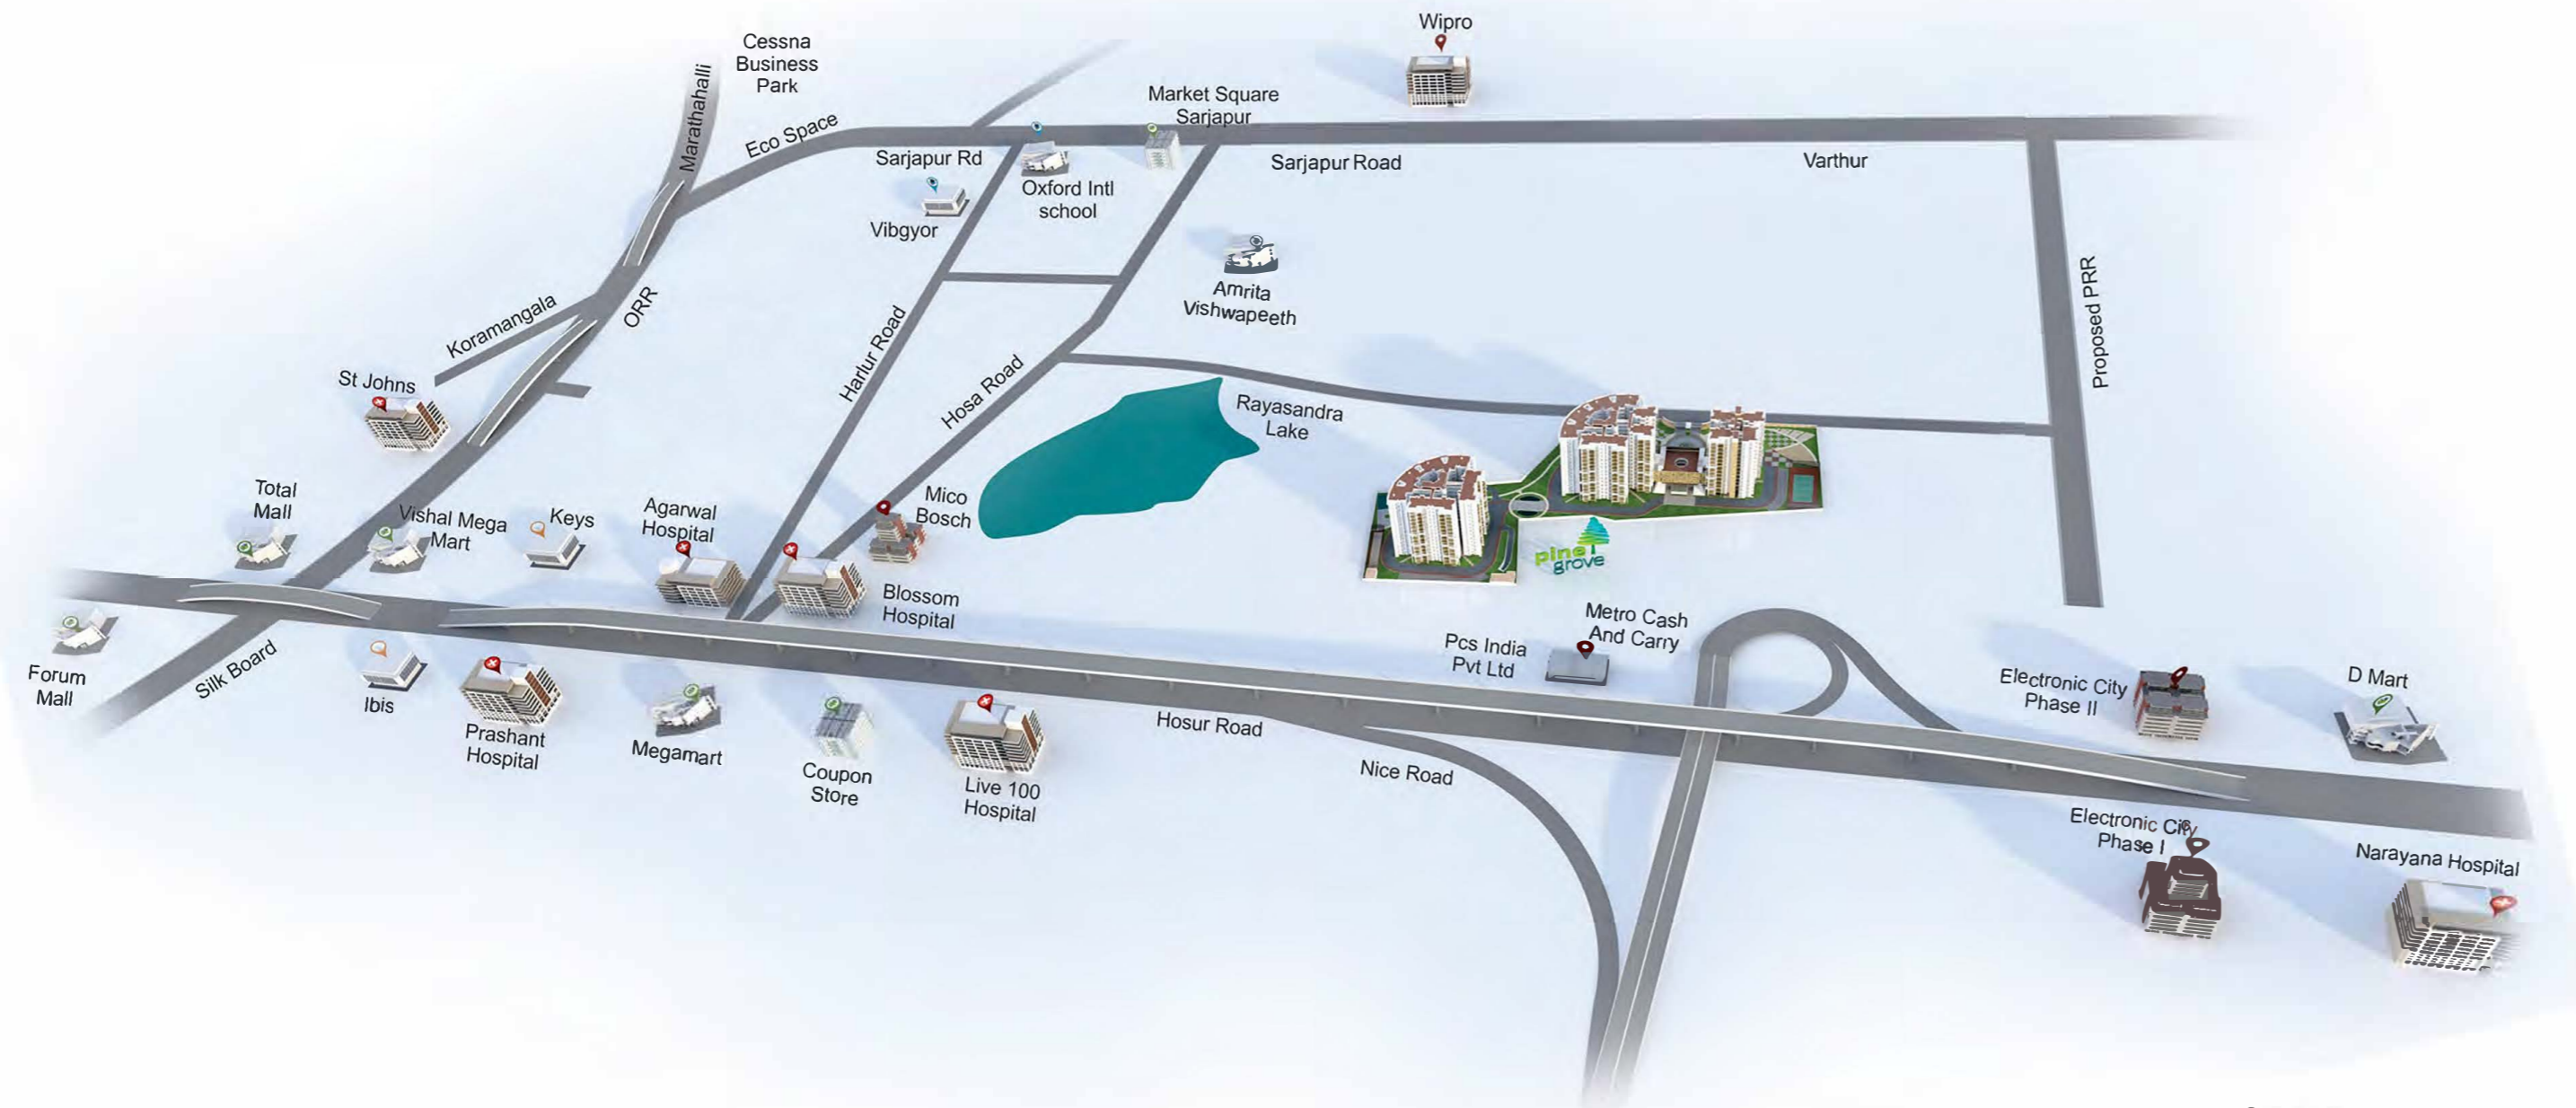 Wipro
Cessna
Business
Park
Marathahalli
Eco Space
Market Square
Sarjapur
Sarjapur Rd
Sarjapur Road
Varthur
Oxford Intl
school
Vibgyor
Amrita
Vishwapeeth
Proposed PRR
Koramangala
ORR
Harlur Road
Hosa Road
St Johns
Rayasandra
Lake
Total
Mall
Vishal Mega
Mart
Keys
Agarwal
Hospital
Mico
Bosch
pine
grove
Blossom
Hospital
Metro Cash
And Carry
Pcs India
Pvt Ltd
Forum
Mall
Silk Board
Ibis
Prashant
Hospital
Megamart
Coupon
Store
Live 100
Hospital
Hosur Road
Nice Road
Electronic City
Phase II
D Mart
Electronic City
Phase I
Narayana Hospital